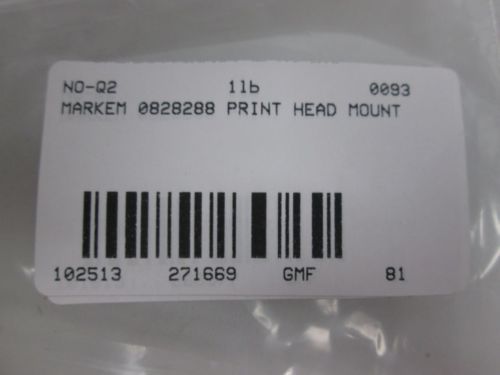 NO-Q2 1lb 0093
MARKEM 0828288 PRINT HEAD MOUNT
102513 271669 GMF 81